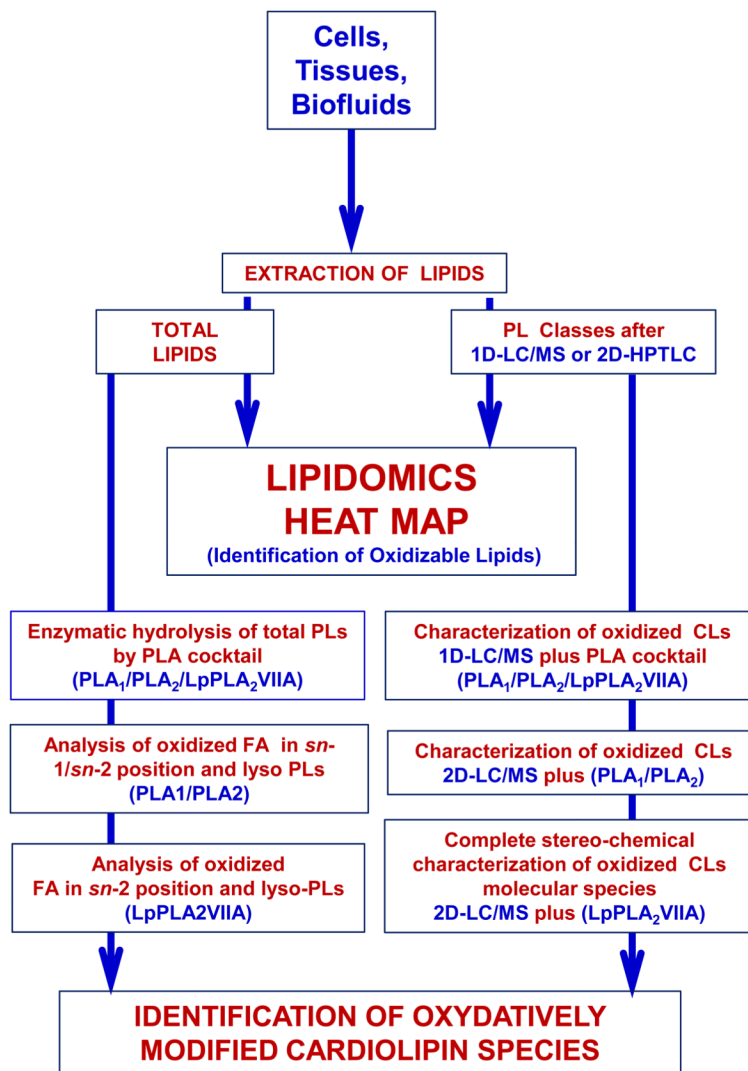 Cells,
Tissues,
Biofluids
EXTRACTION OF LIPIDS
TOTAL
LIPIDS
PL Classes after
1D-LC/MS or 2D-HPTLC
LIPIDOMICS
HEAT MAP
(Identification of Oxidizable Lipids)
Enzymatic hydrolysis of total PLs
by PLA cocktail
(PLA₁/PLA₂/LpPLA₂VIIA)
Analysis of oxidized FA in sn-
1/sn-2 position and lyso PLs
(PLA1/PLA2)
Analysis of oxidized
FA in sn-2 position and lyso-PLs
(LpPLA2VIIA)
Characterization of oxidized CLs
1D-LC/MS plus PLA cocktail
(PLA₁/PLA₂/LpPLA₂VIIA)
Characterization of oxidized CLs
2D-LC/MS plus (PLA₁/PLA₂)
Complete stereo-chemical
characterization of oxidized CLs
molecular species
2D-LC/MS plus (LpPLA₂VIIA)
IDENTIFICATION OF OXYDATIVELY
MODIFIED CARDIOLIPIN SPECIES